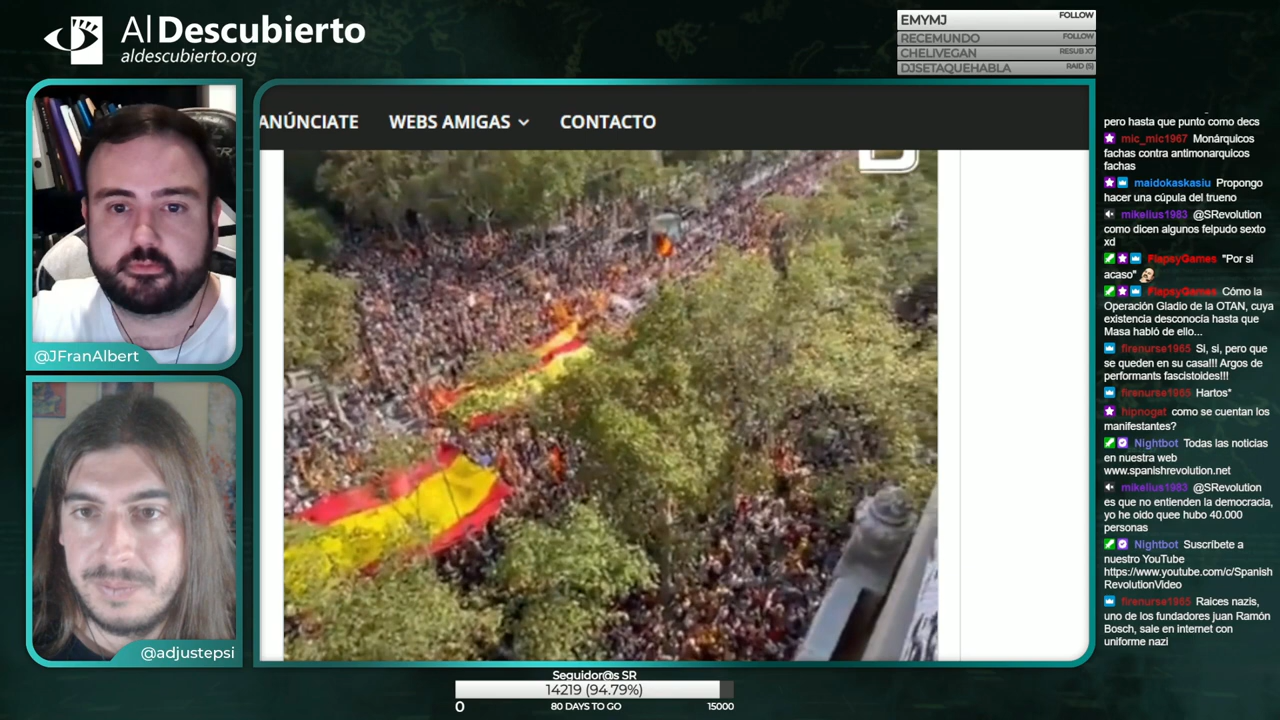 Al Descubierto
aldescubierto.org
EMYMJ FOLLOW
RECEMUNDO FOLLOW
CHELIVEGAN RESUB X7
DJSETAQUEHABLA RAID (5)
ANÚNCIATE WEBS AMIGAS CONTACTO
@JFranAlbert
@adjustepsi
pero hasta que punto como decs
mic_mic1967 Monárquicos
fachas contra antimonarquicos
fachas
maidokaskasiu Propongo
hacer una cúpula del trueno
mikelius1983 @SRevolution
como dicen algunos felpudo sexto
xd
FlapsyGames "Por si
acaso"
FlapsyGames Cómo la
Operación Gladio de la OTAN, cuya
existencia desconocía hasta que
Masa habló de ello...
firenurse1965 Si, si, pero que
se queden en su casa!!! Argos de
performants fascistoides!!!
firenurse1965 Hartos*
hipnogat como se cuentan los
manifestantes?
Nightbot Todas las noticias
en nuestra web
www.spanishrevolution.net
mikelius1983 @SRevolution
es que no entienden la democracia,
yo he oido quee hubo 40.000
personas
Nightbot Suscríbete a
nuestro YouTube
https://www.youtube.com/c/Spanish
RevolutionVideo
firenurse1965 Raices nazis,
uno de los fundadores juan Ramón
Bosch, sale en internet con
uniforme nazi
Seguidor@s SR
14219 (94.79%)
0 80 DAYS TO GO 15000